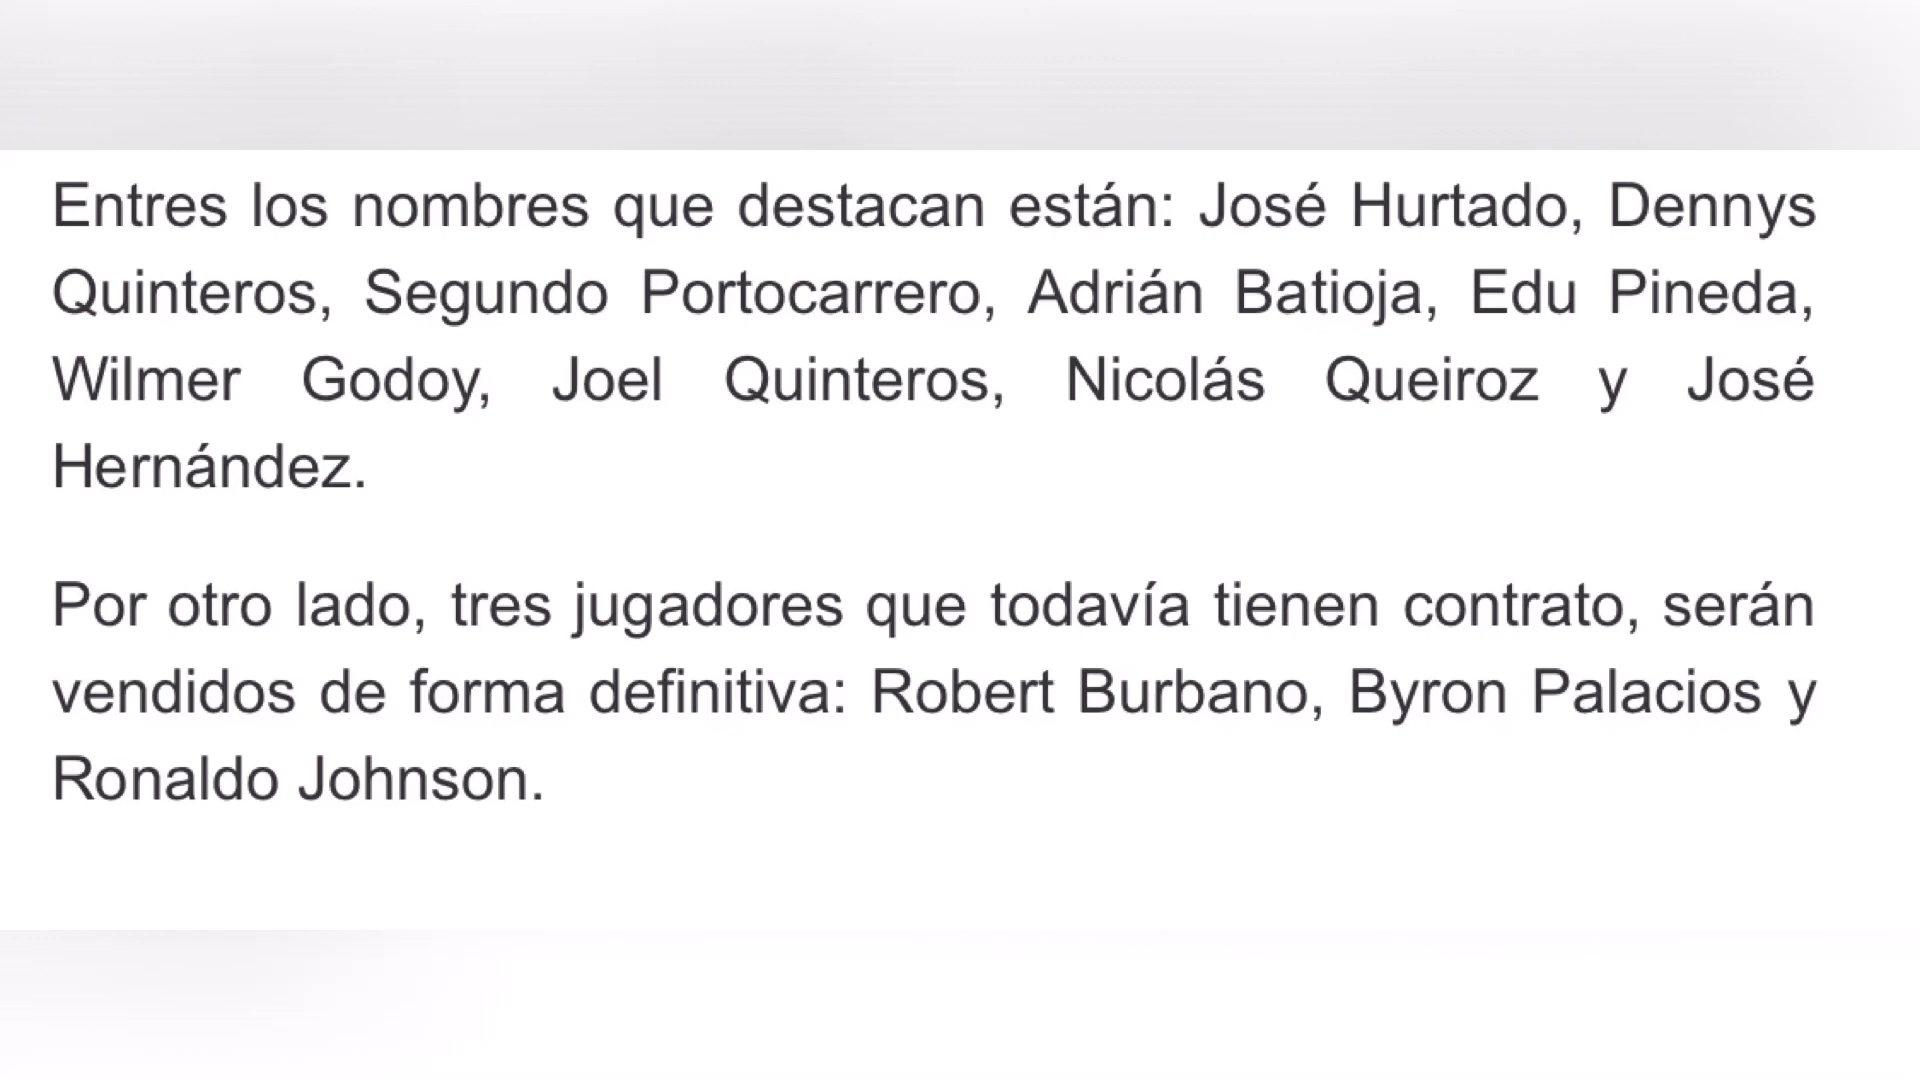 Entres los nombres que destacan están: José Hurtado, Dennys
Quinteros, Segundo Portocarrero, Adrián Batioja, Edu Pineda,
Wilmer Godoy, Joel Quinteros, Nicolás Queiroz y José
Hernández.
Por otro lado, tres jugadores que todavía tienen contrato, serán
vendidos de forma definitiva: Robert Burbano, Byron Palacios y
Ronaldo Johnson.